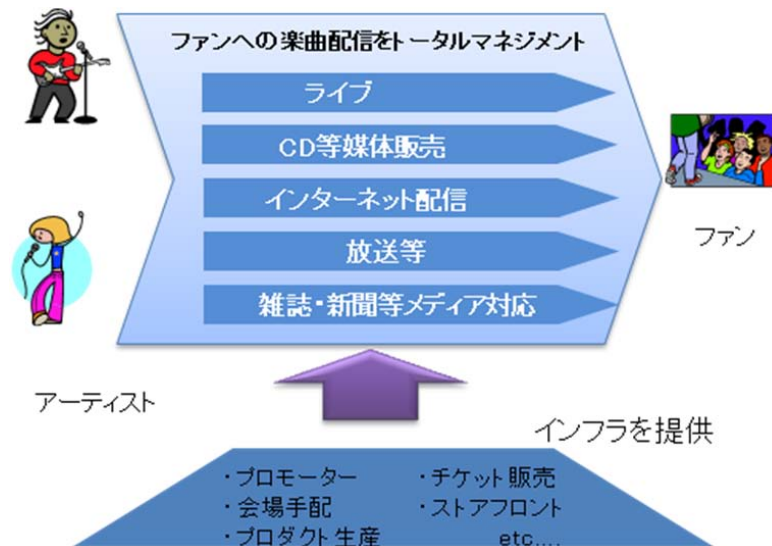 ファンへの楽曲配信をトータルマネジメント
ライブ
CD等媒体販売
インターネット配信
放送等
雑誌・新聞等メディア対応
ファン
アーティスト
インフラを提供
・プロモーター
・会場手配
・プロダクト生産
・チケット販売
・ストアフロント
etc....